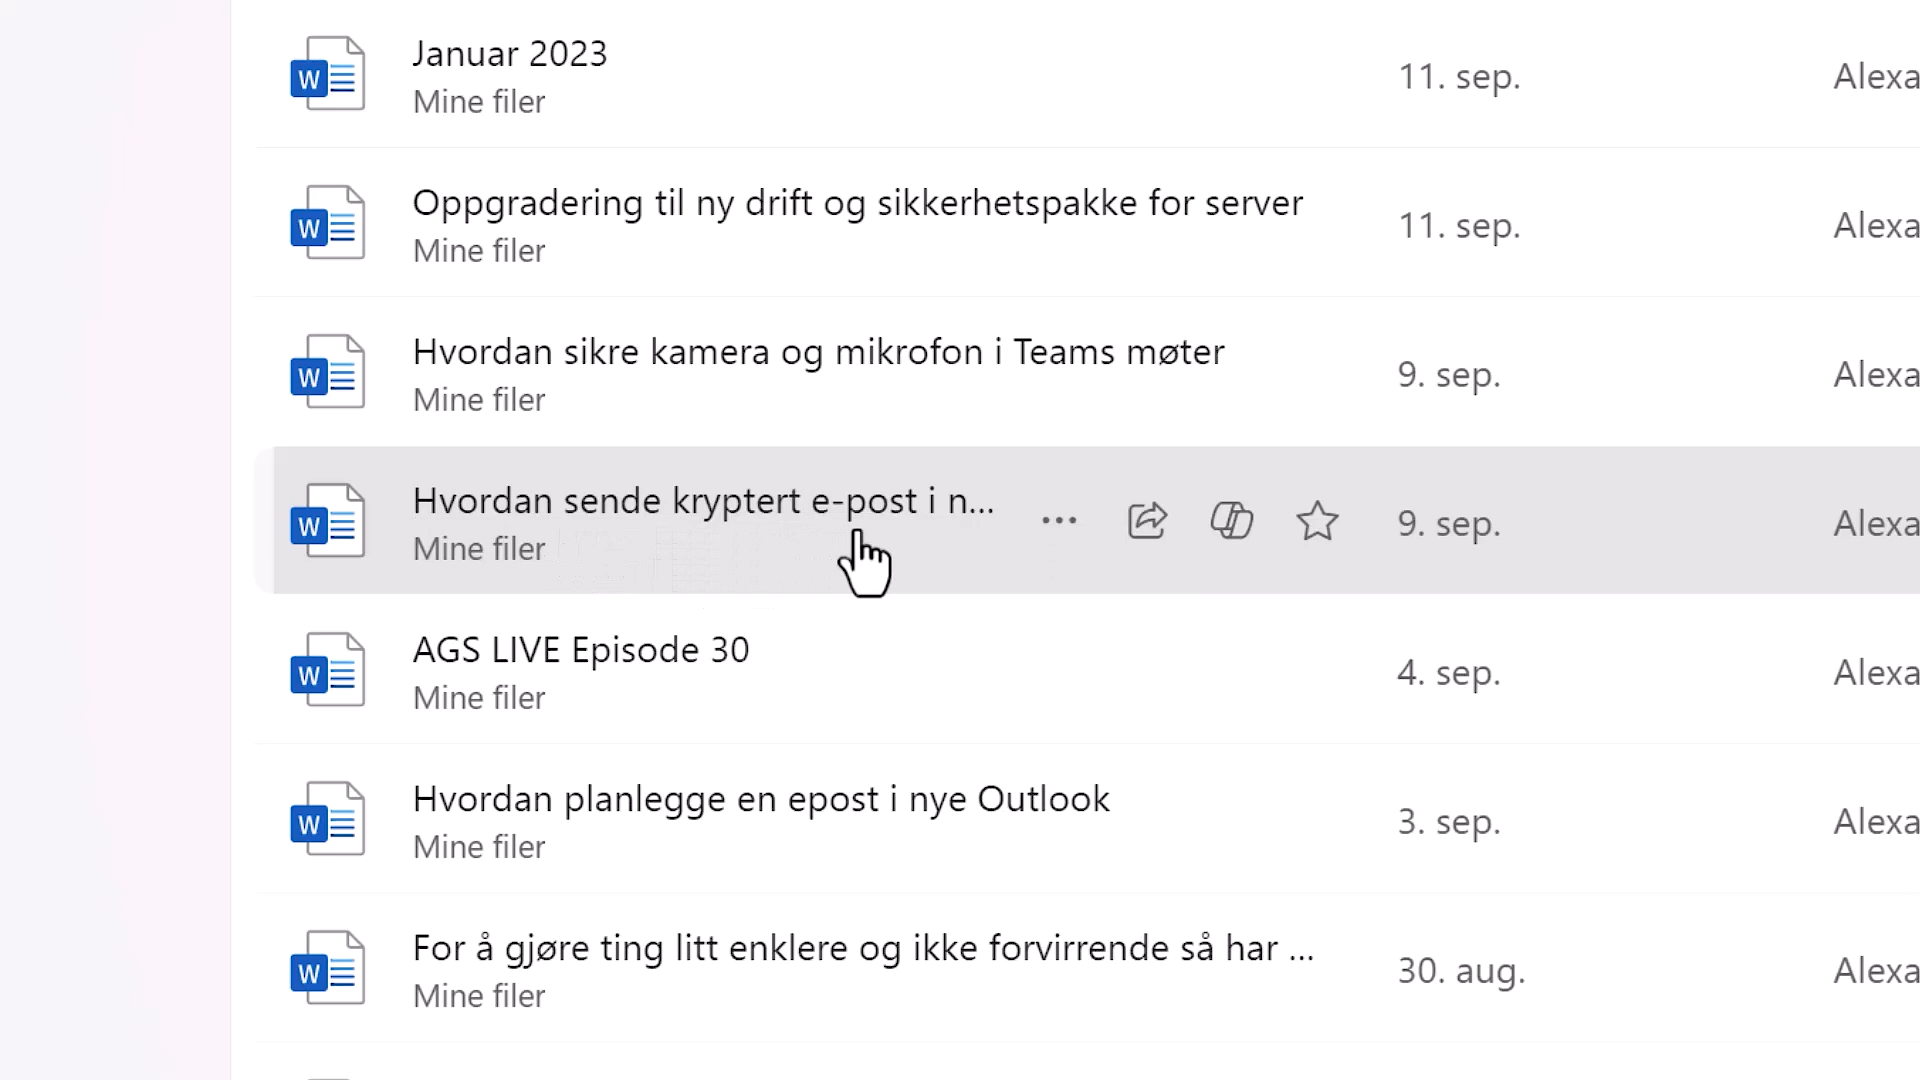 Januar 2023
Mine filer
11. sep.
Alexa
Oppgradering til ny drift og sikkerhetspakke for server
Mine filer
11. sep.
Alexa
Hvordan sikre kamera og mikrofon i Teams møter
Mine filer
9. sep.
Alexa
Hvordan sende kryptert e-post i n...
Mine filer
9. sep.
Alexa
AGS LIVE Episode 30
Mine filer
4. sep.
Alexa
Hvordan planlegge en epost i nye Outlook
Mine filer
3. sep.
Alexa
For å gjøre ting litt enklere og ikke forvirrende så har ...
Mine filer
30. aug.
Alexa